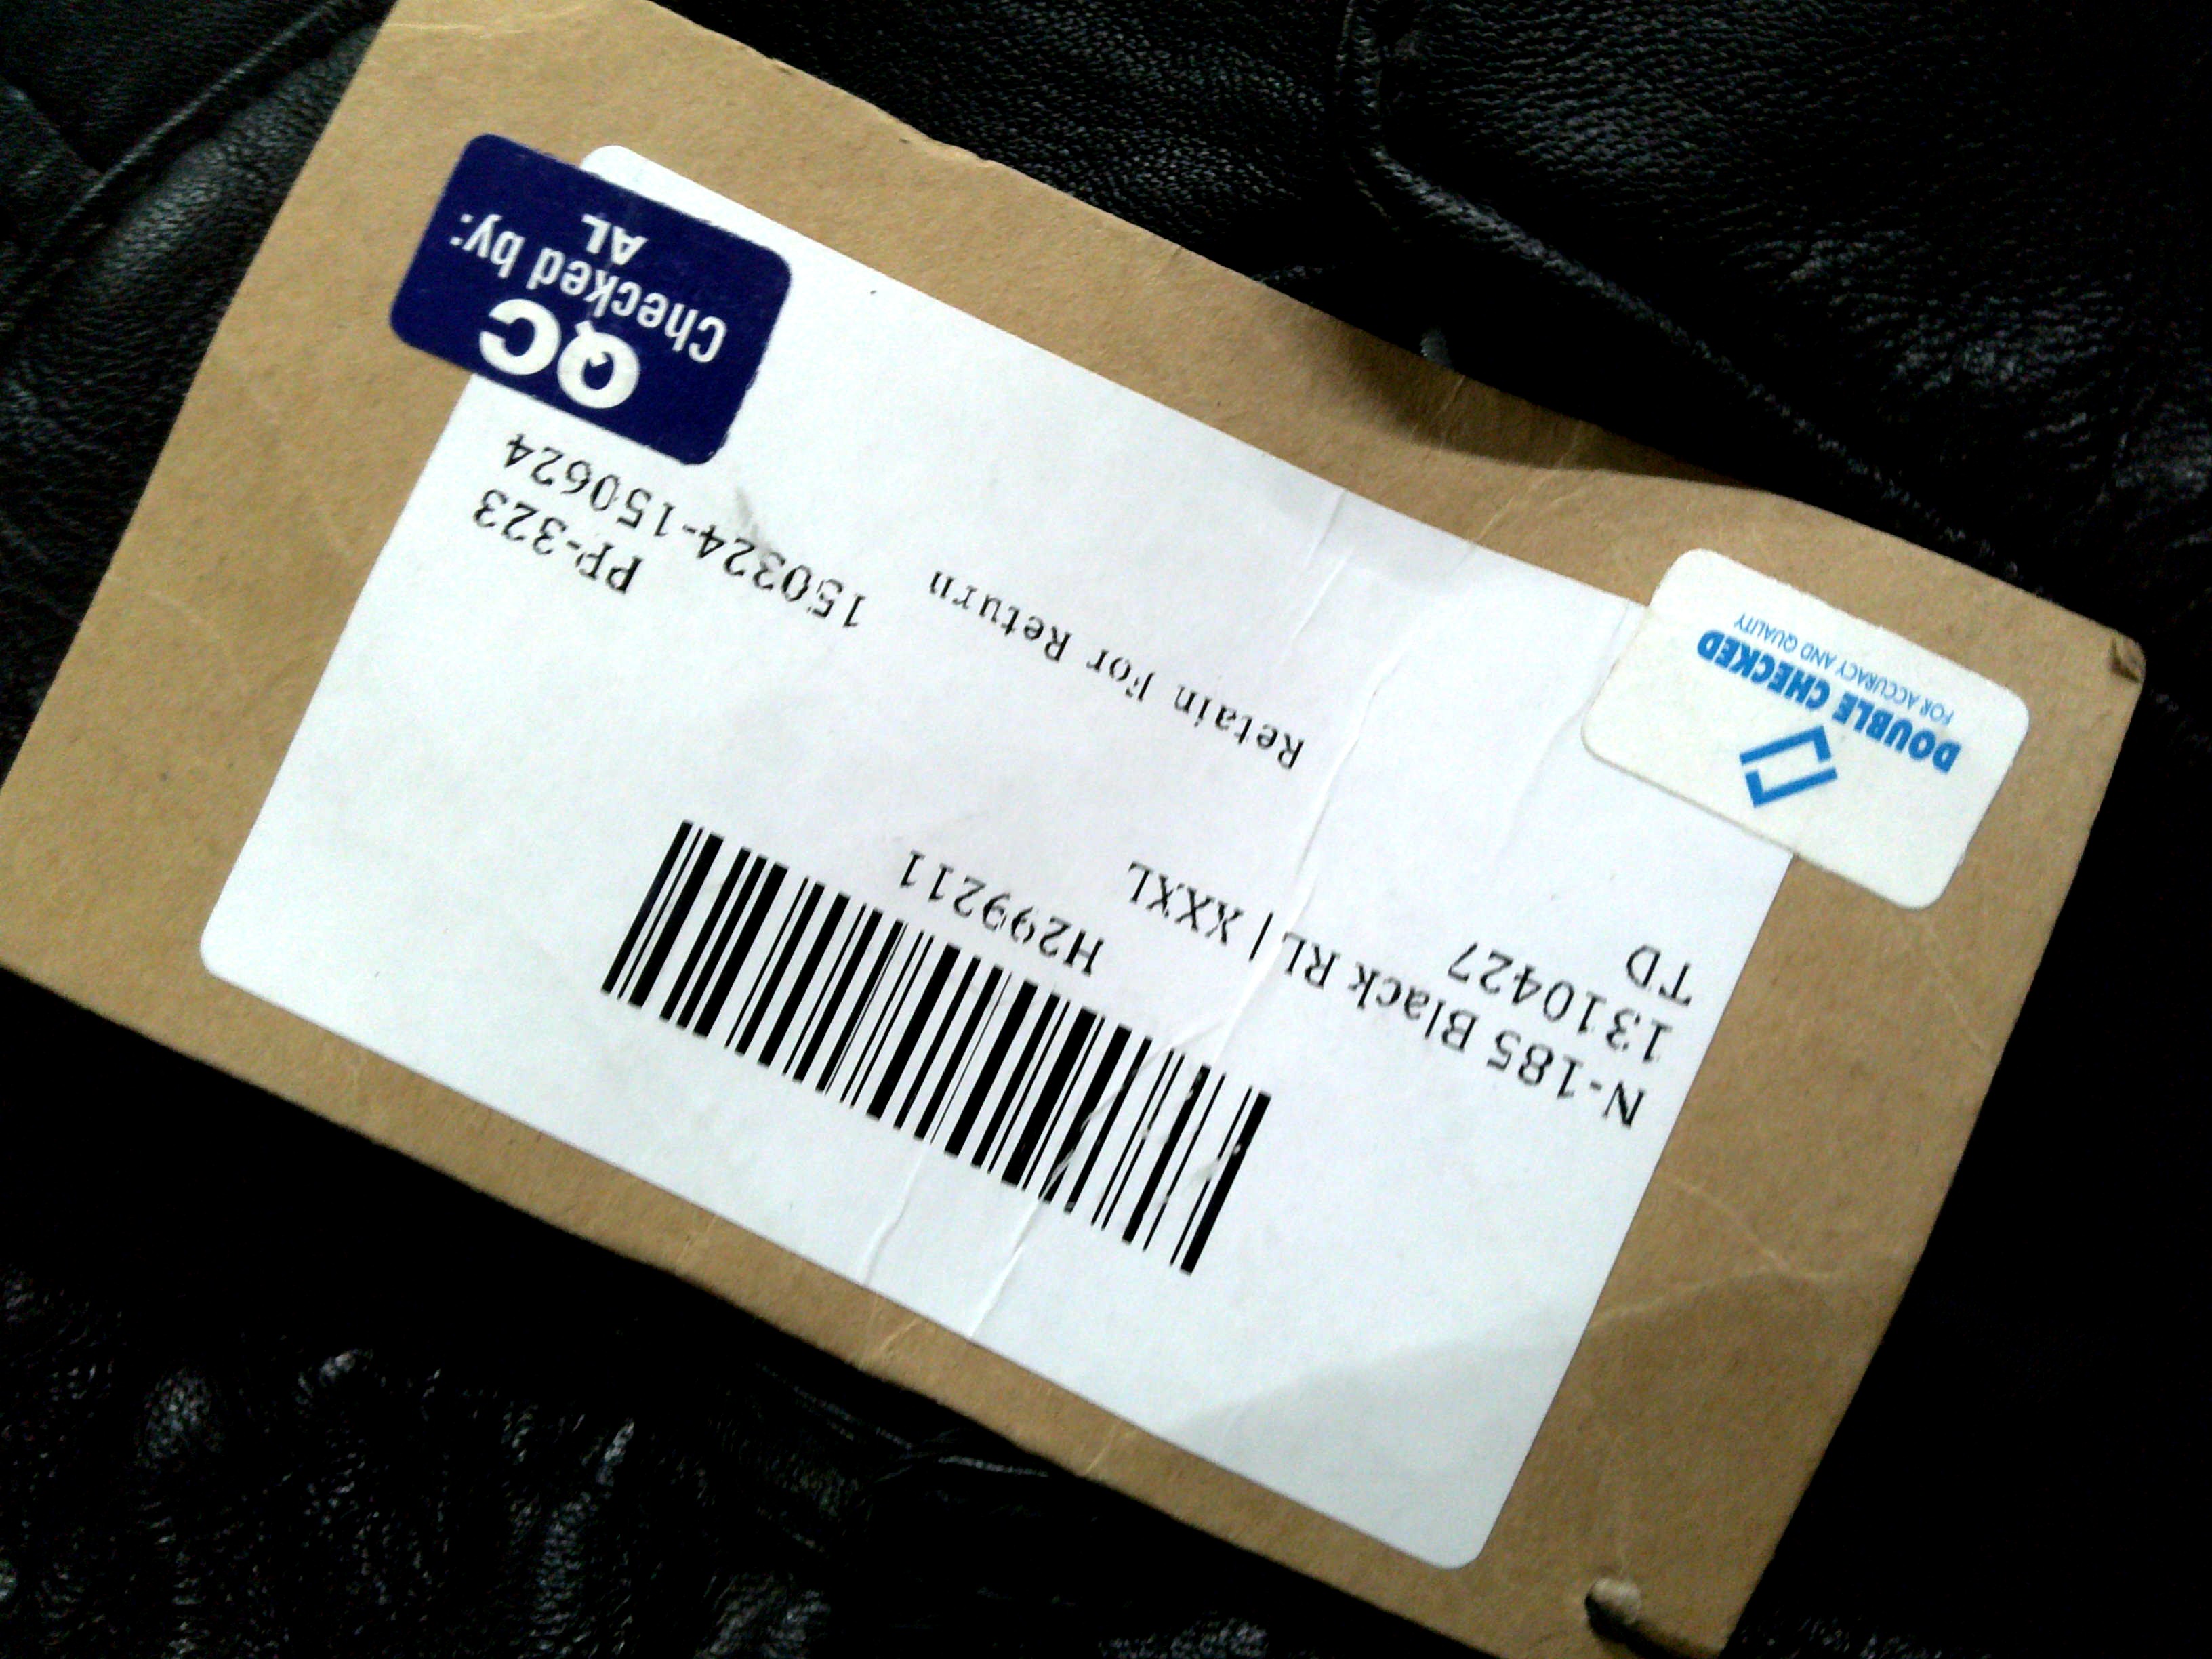 H299211
N-185 Black RL | XXXL
1310427
TD
Retain For Return
PP-323
150324-150624
DOUBLE CHECKED
FOR ACCURACY AND QUALITY
QC
Checked by:
AL